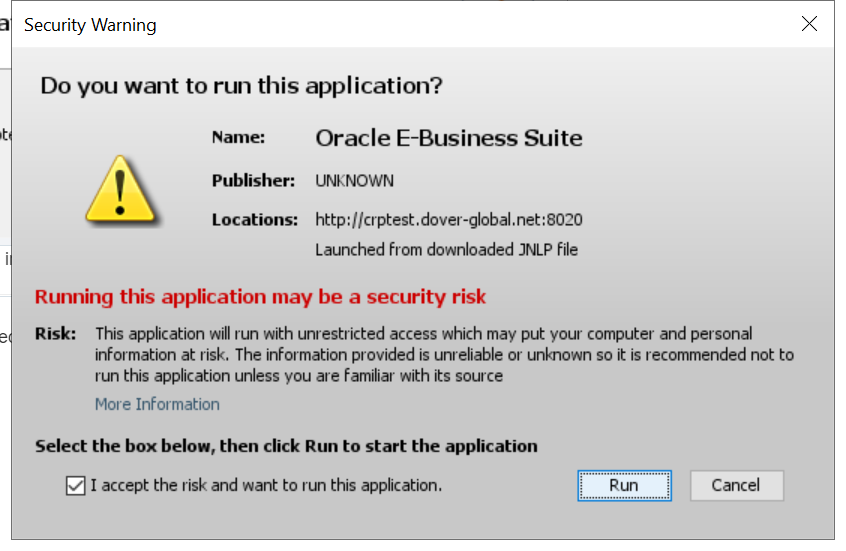 Security Warning
Do you want to run this application?
Name: Oracle E-Business Suite
Publisher: UNKNOWN
Locations: http://crptest.dover-global.net:8020
Launched from downloaded JNLP file
Running this application may be a security risk
Risk: This application will run with unrestricted access which may put your computer and personal
information at risk. The information provided is unreliable or unknown so it is recommended not to
run this application unless you are familiar with its source
More Information
Select the box below, then click Run to start the application
I accept the risk and want to run this application.
Run
Cancel